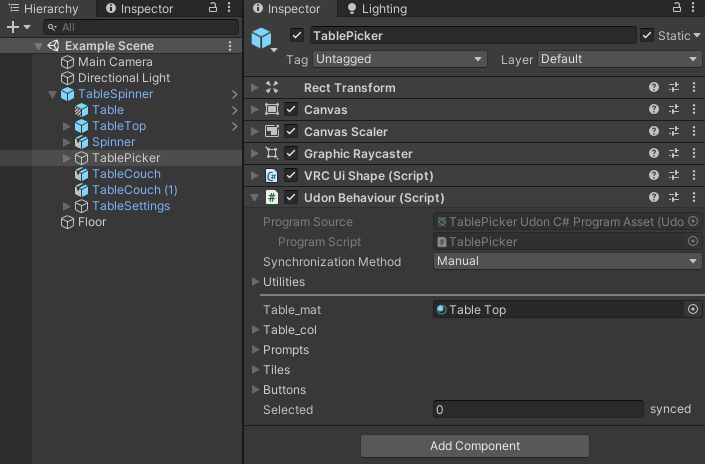 Hierarchy
Inspector
All
Example Scene
Main Camera
Directional Light
TableSpinner
Table
TableTop
Spinner
TablePicker
TableCouch
TableCouch (1)
TableSettings
Floor
Inspector
Lighting
TablePicker
Static
Tag Untagged
Layer Default
Rect Transform
Canvas
Canvas Scaler
Graphic Raycaster
VRC Ui Shape (Script)
Udon Behaviour (Script)
Program Source TablePicker Udon C# Program Asset (Udo
Program Script TablePicker
Synchronization Method Manual
Utilities
Table_mat Table Top
Table_col
Prompts
Tiles
Buttons
Selected 0 synced
Add Component